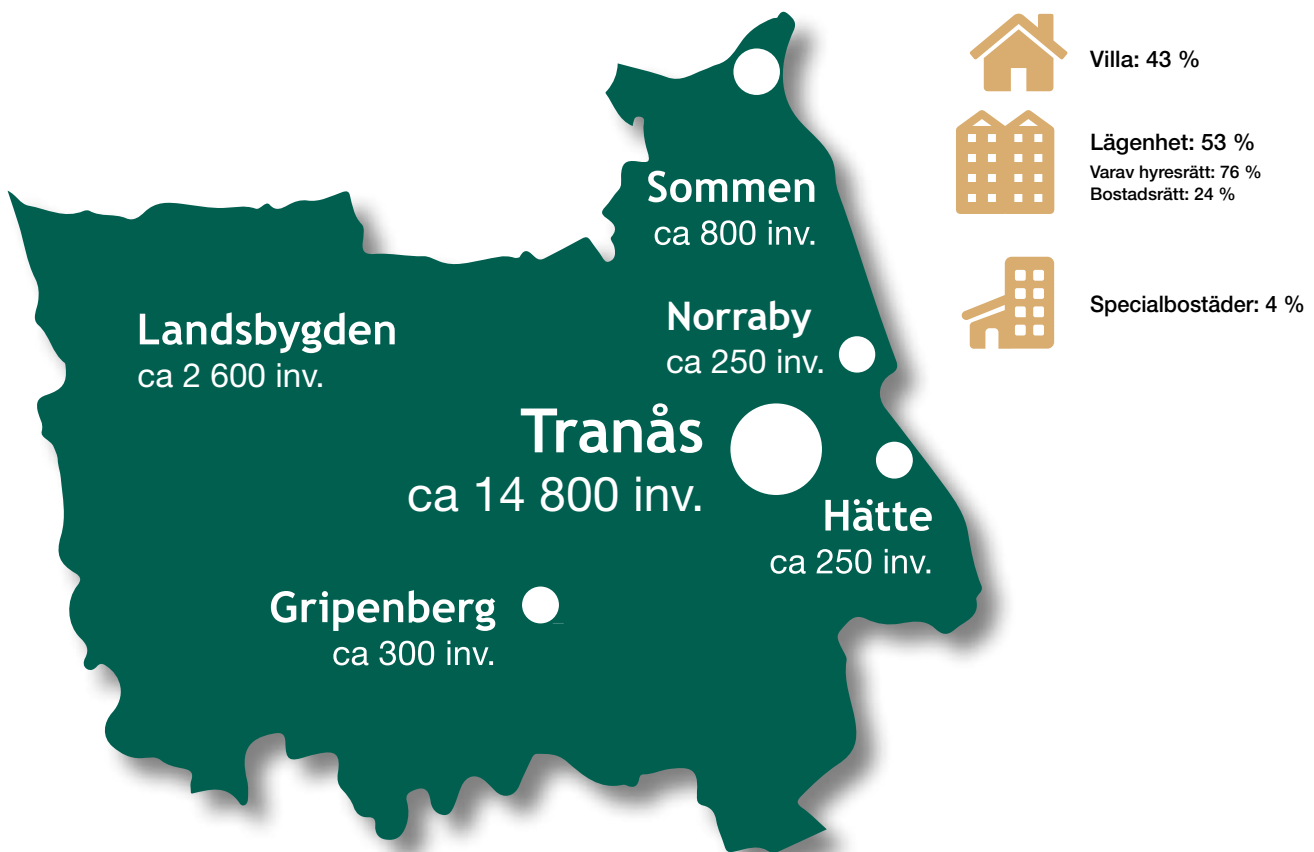 Villa: 43 %
Lägenhet: 53 %
Varav hyresrätt: 76 %
Bostadsrätt: 24 %
Specialbostäder: 4 %
Sommen
ca 800 inv.
Landsbygden
ca 2 600 inv.
Norraby
ca 250 inv.
Tranås
ca 14 800 inv.
Hätte
ca 250 inv.
Gripenberg
ca 300 inv.